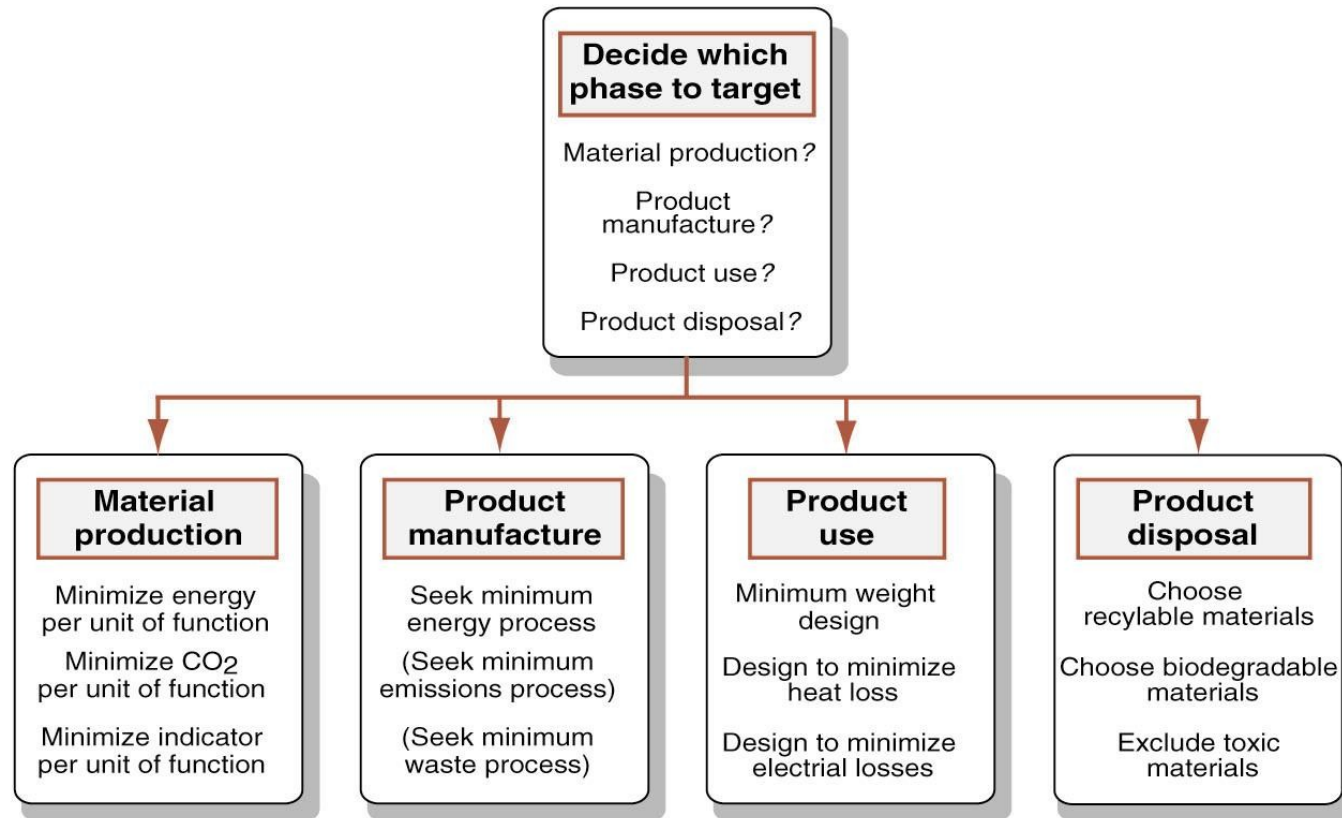 Decide which
phase to target
Material production?
Product
manufacture?
Product use?
Product disposal?
Material
production
Minimize energy
per unit of function
Minimize CO2
per unit of function
Minimize indicator
per unit of function
Product
manufacture
Seek minimum
energy process
(Seek minimum
emissions process)
(Seek minimum
waste process)
Product
use
Minimum weight
design
Design to minimize
heat loss
Design to minimize
electrial losses
Product
disposal
Choose
recylable materials
Choose biodegradable
materials
Exclude toxic
materials